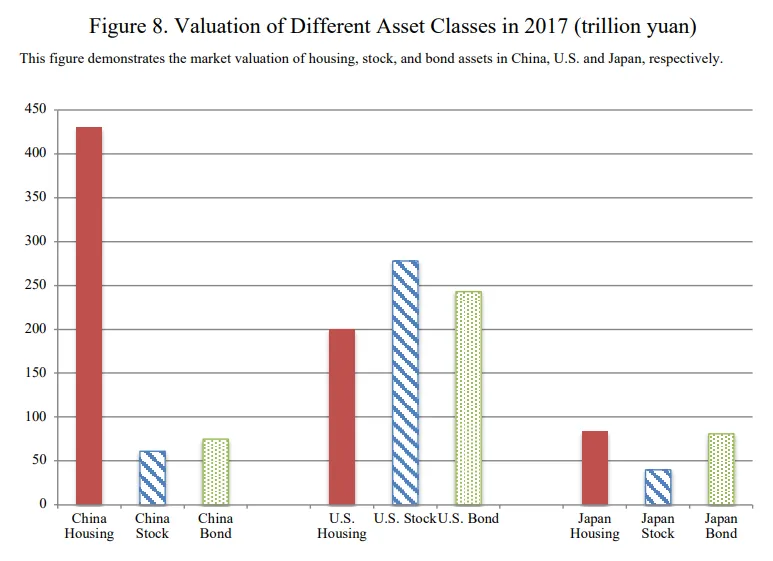 Figure 8. Valuation of Different Asset Classes in 2017 (trillion yuan)
This figure demonstrates the market valuation of housing, stock, and bond assets in China, U.S. and Japan, respectively.
450
400
350
300
250
200
150
100
50
0
China Housing
China Stock
China Bond
U.S. Housing
U.S. Stock
U.S. Bond
Japan Housing
Japan Stock
Japan Bond